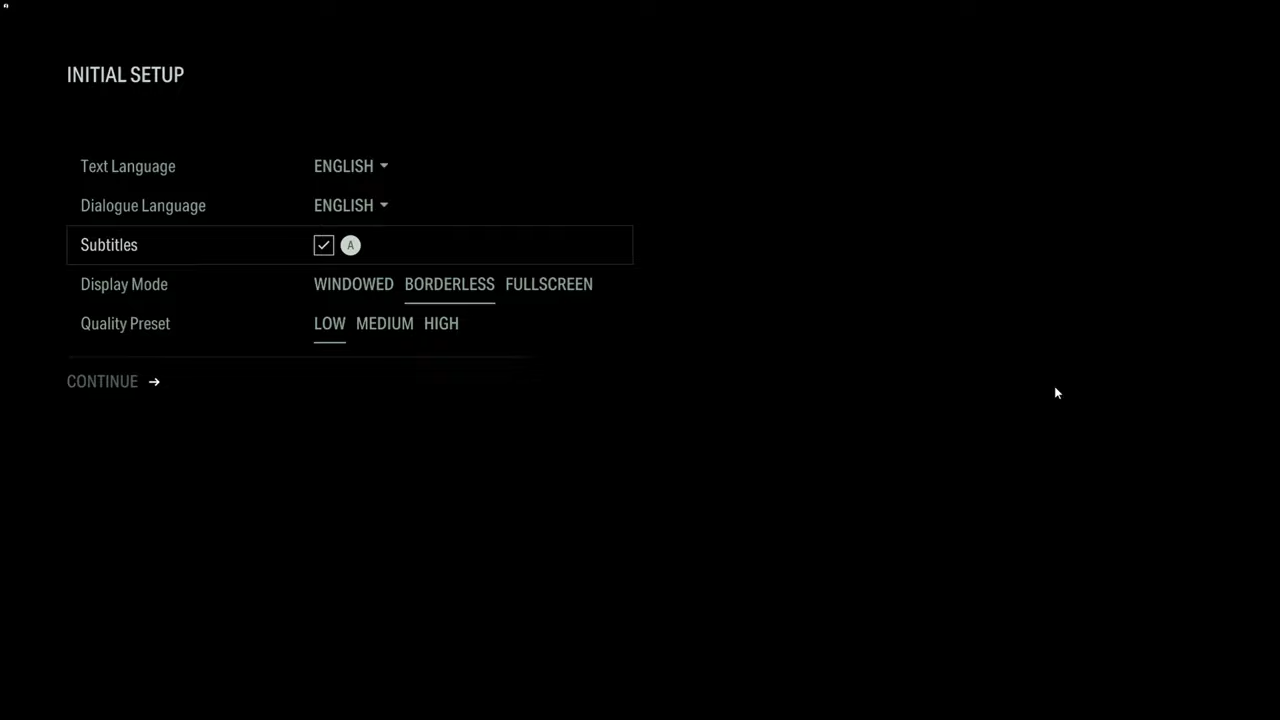 INITIAL SETUP
Text Language ENGLISH
Dialogue Language ENGLISH
Subtitles A
Display Mode WINDOWED BORDERLESS FULLSCREEN
Quality Preset LOW MEDIUM HIGH
CONTINUE